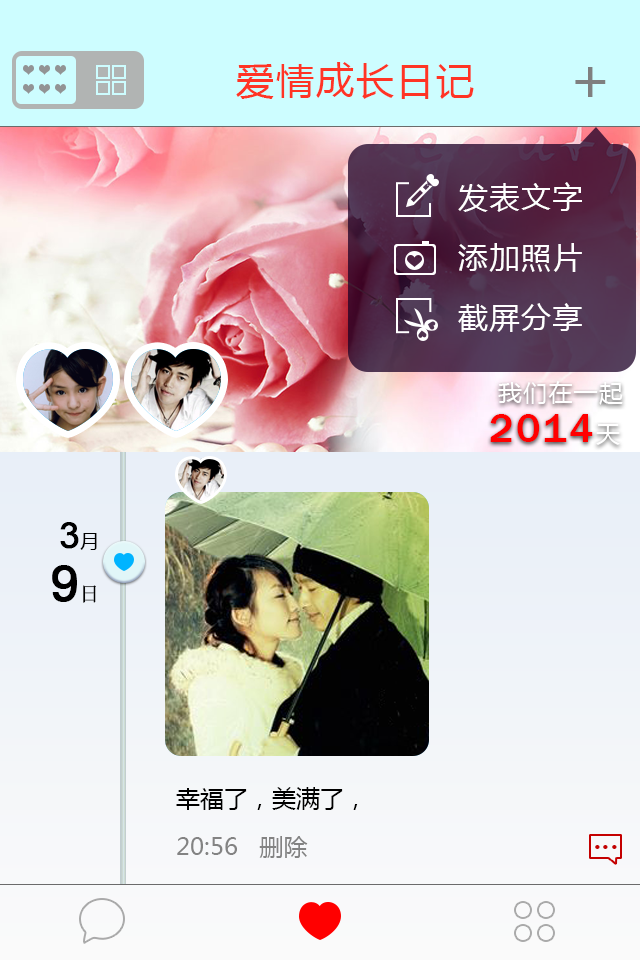 爱情成长日记
beauty
发表文字
添加照片
截屏分享
我们在一起
2014天
3月
9日
幸福了，美满了，
20:56 删除